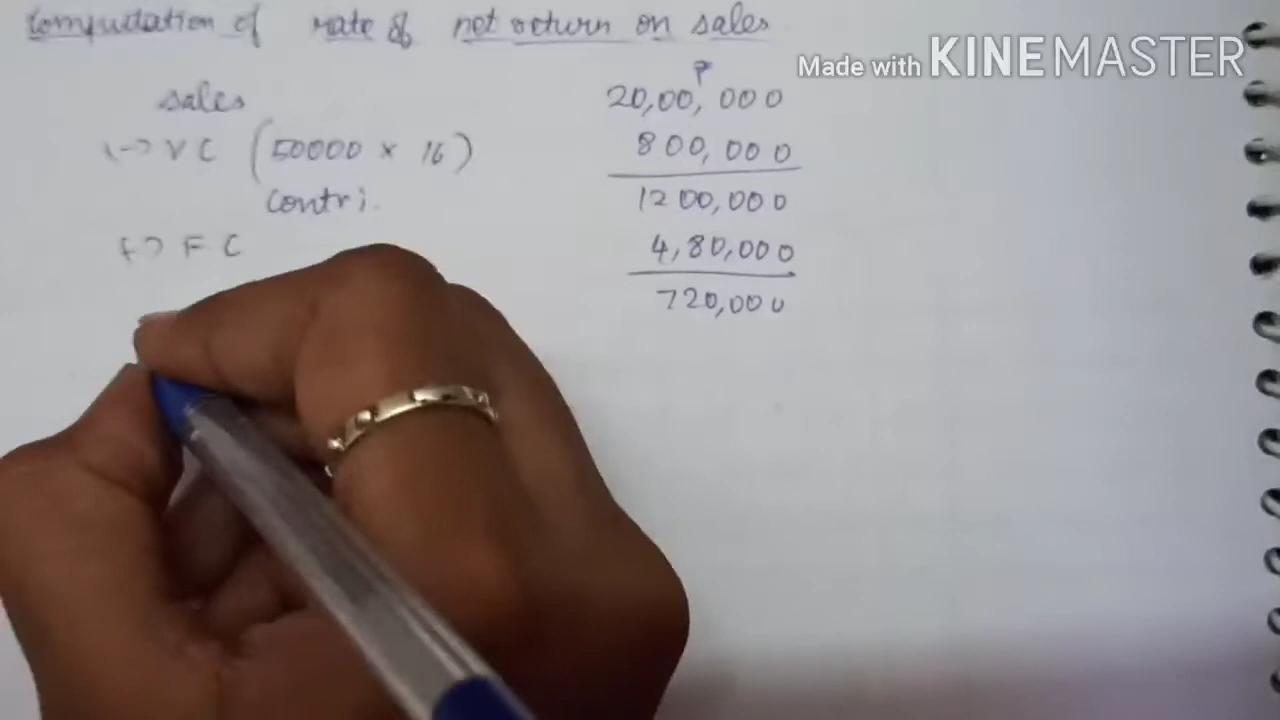 Computation of rate of net return on sales
Made with KINEMASTER
₹
sales 20,00,000
(-) VC (50000 × 16) 800,000
contri. 1200,000
(-) FC 4,80,000
720,000